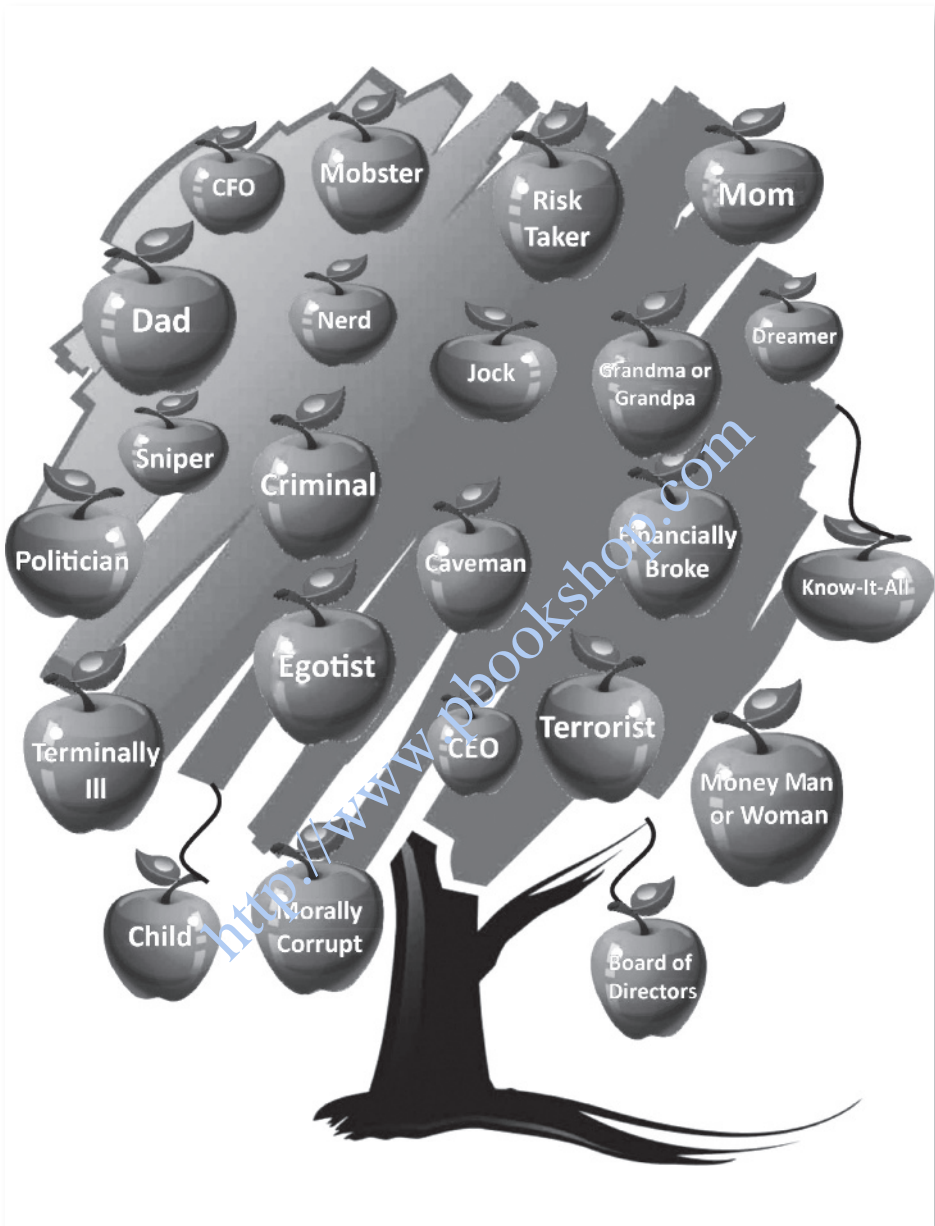 CFO
Mobster
Risk
Taker
Mom
Dad
Nerd
Jock
Grandma or
Grandpa
Dreamer
Sniper
Criminal
Politician
Caveman
Financially
Broke
Know-It-All
Egotist
Terminally
Ill
CEO
Terrorist
Money Man
or Woman
Child
Morally
Corrupt
Board of
Directors
http://www.pbookshop.com